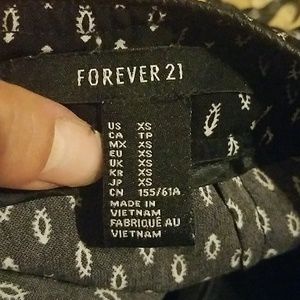 FOREVER 21
US XS
CA TP
MX XS
EU XS
UK XS
KR XS
JP XS
CN 155/61A
MADE IN
VIETNAM
FABRIQUÉ AU
VIETNAM